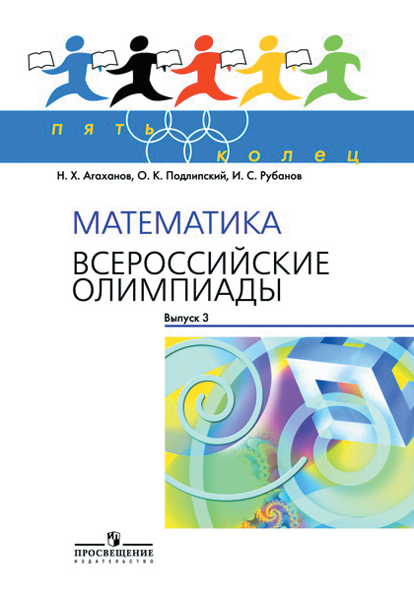 пять
колец
Н. Х. Агаханов, О. К. Подлипский, И. С. Рубанов
МАТЕМАТИКА
ВСЕРОССИЙСКИЕ
ОЛИМПИАДЫ
Выпуск 3
ПРОСВЕЩЕНИЕ
ИЗДАТЕЛЬСТВО